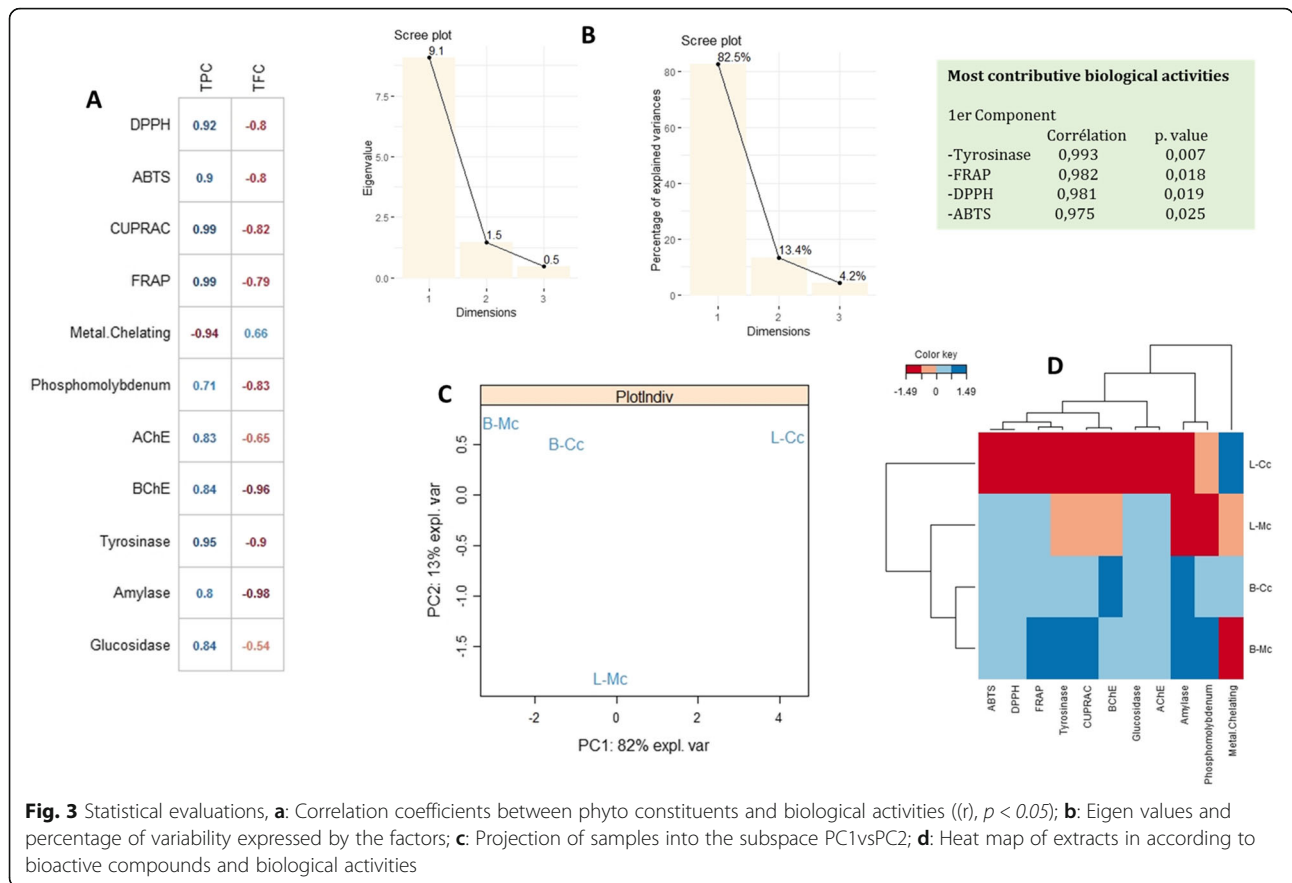 A
TPC TFC
DPPH 0.92 -0.8
ABTS 0.9 -0.8
CUPRAC 0.99 -0.82
FRAP 0.99 -0.79
Metal.Chelating -0.94 0.66
Phosphomolybdenum 0.71 -0.83
AChE 0.83 -0.65
BChE 0.84 -0.96
Tyrosinase 0.95 -0.9
Amylase 0.8 -0.98
Glucosidase 0.84 -0.54
B
Scree plot
9.1
1.5
0.5
Eigenvalue
7.5
5.0
2.5
0.0
1 2 3
Dimensions
Scree plot
82.5%
13.4%
4.2%
Percentage of explained variances
80
60
40
20
0
1 2 3
Dimensions
Most contributive biological activities
1er Component
Corrélation p. value
-Tyrosinase 0,993 0,007
-FRAP 0,982 0,018
-DPPH 0,981 0,019
-ABTS 0,975 0,025
C
PlotIndiv
B-Mc
B-Cc
L-Cc
L-Mc
PC2: 13% expl. var
0.5
0.0
-0.5
-1.0
-1.5
-2 0 2 4
PC1: 82% expl. var
D
Color key
-1.49 0 1.49
L-Cc
L-Mc
B-Cc
B-Mc
ABTS
DPPH
FRAP
Tyrosinase
CUPRAC
BChE
Glucosidase
AChE
Amylase
Phosphomolybdenum
Metal.Chelating
Fig. 3 Statistical evaluations, a: Correlation coefficients between phyto constituents and biological activities ((r), p < 0.05); b: Eigen values and
percentage of variability expressed by the factors; c: Projection of samples into the subspace PC1vsPC2; d: Heat map of extracts in according to
bioactive compounds and biological activities